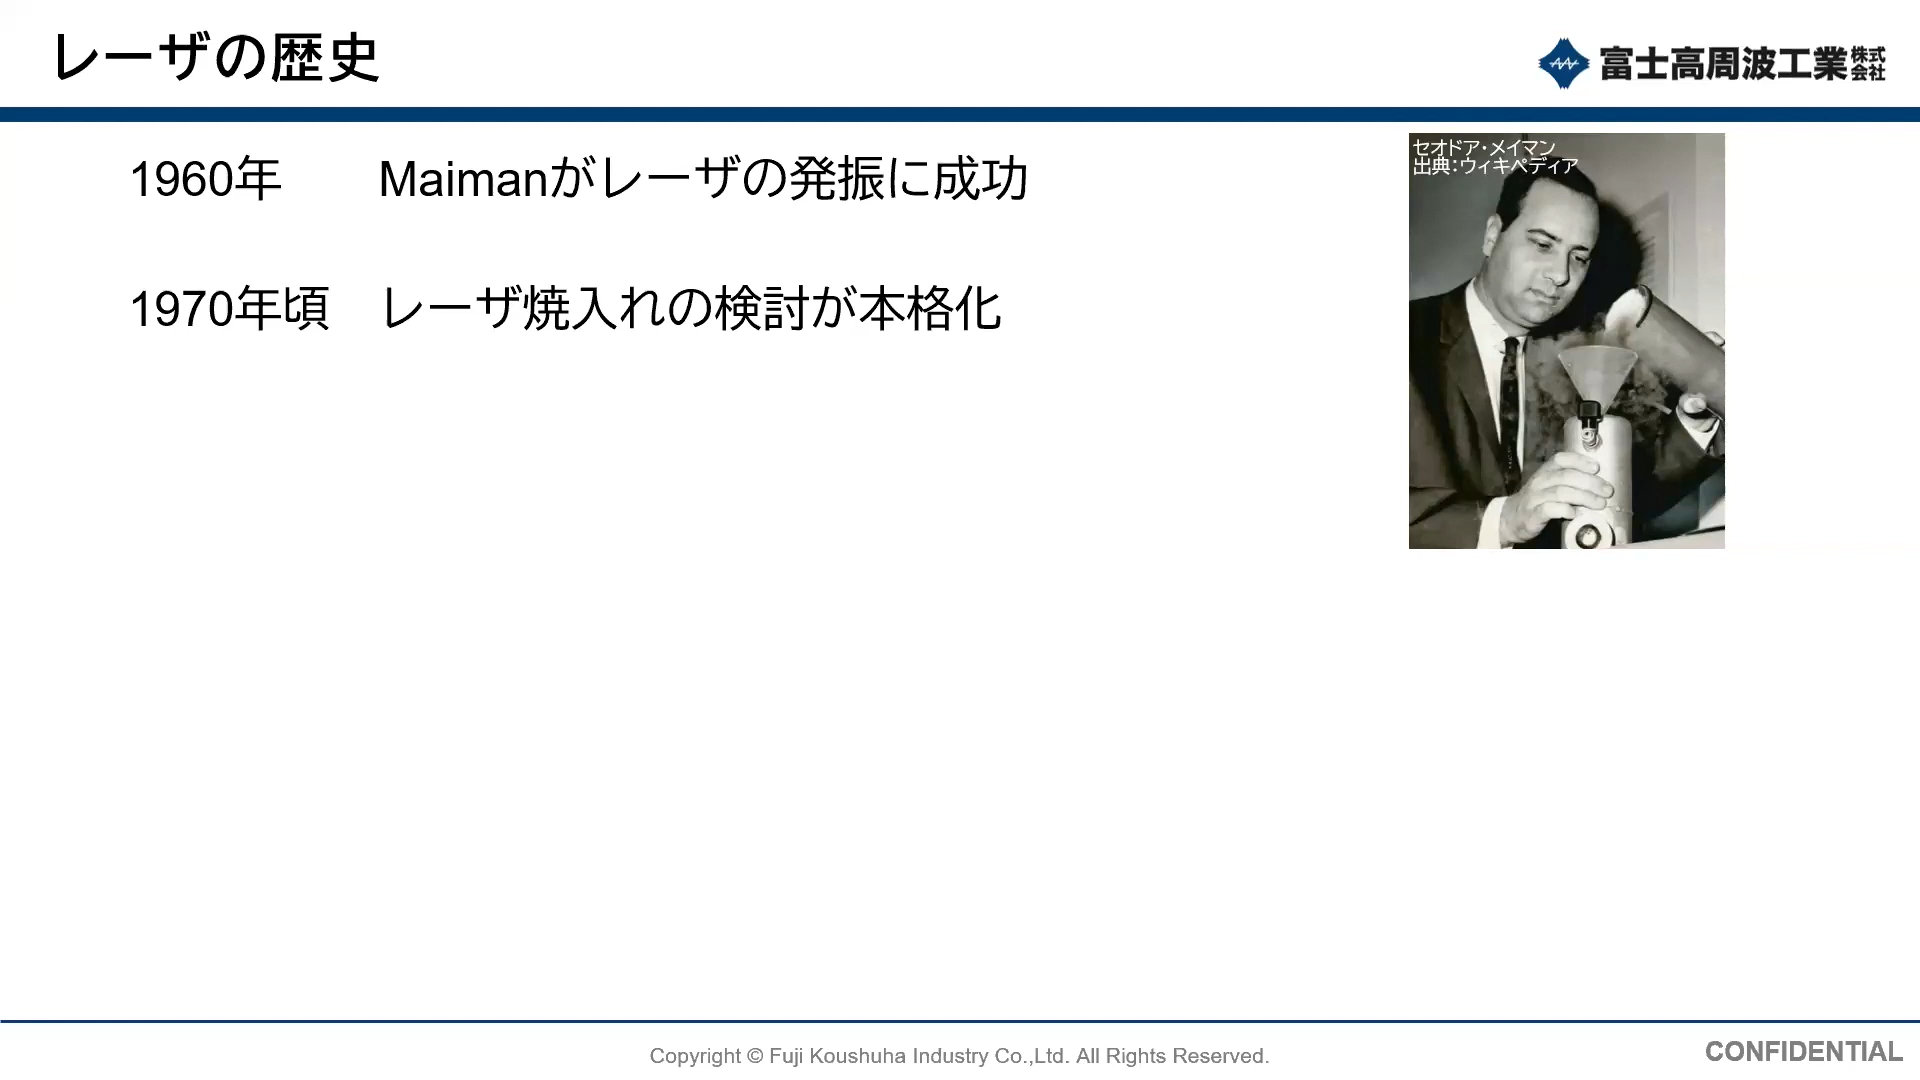 レーザの歴史
富士高周波工業株式会社
1960年 Maimanがレーザの発振に成功
1970年頃 レーザ焼入れの検討が本格化
セオドア・メイマン
出典：ウィキペディア
Copyright © Fuji Koushuha Industry Co.,Ltd. All Rights Reserved.
CONFIDENTIAL